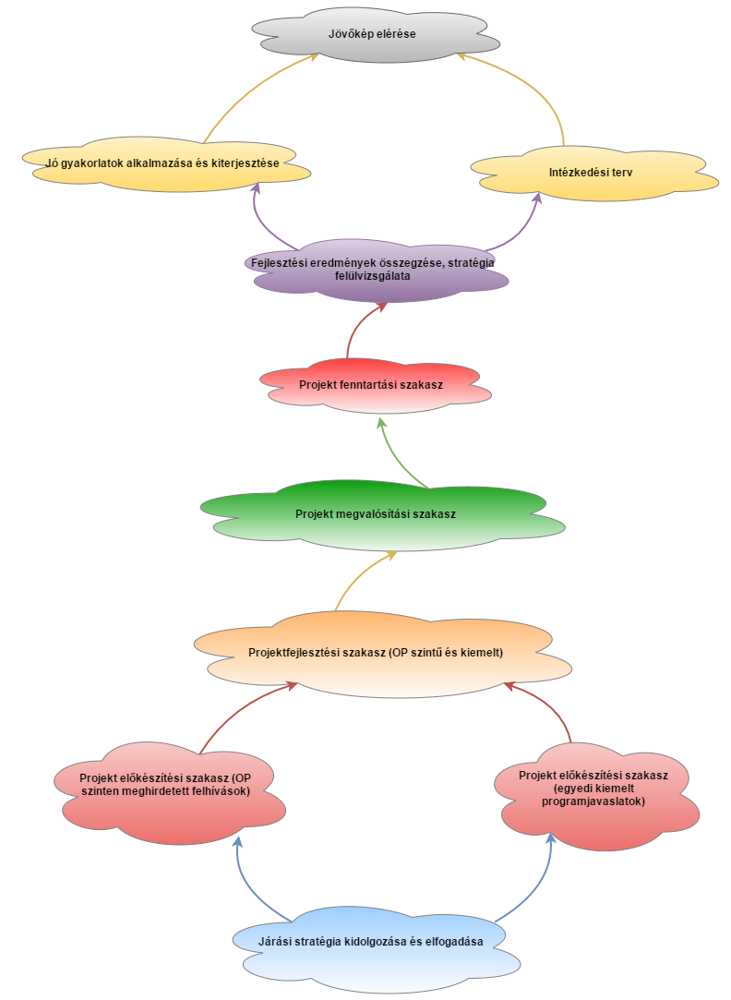 Jövőkép elérése
Jó gyakorlatok alkalmazása és kiterjesztése
Intézkedési terv
Fejlesztési eredmények összegzése, stratégia
felülvizsgálata
Projekt fenntartási szakasz
Projekt megvalósítási szakasz
Projektfejlesztési szakasz (OP szintű és kiemelt)
Projekt előkészítési szakasz (OP
szinten meghirdetett felhívások)
Projekt előkészítési szakasz
(egyedi kiemelt
programjavaslatok)
Járási stratégia kidolgozása és elfogadása